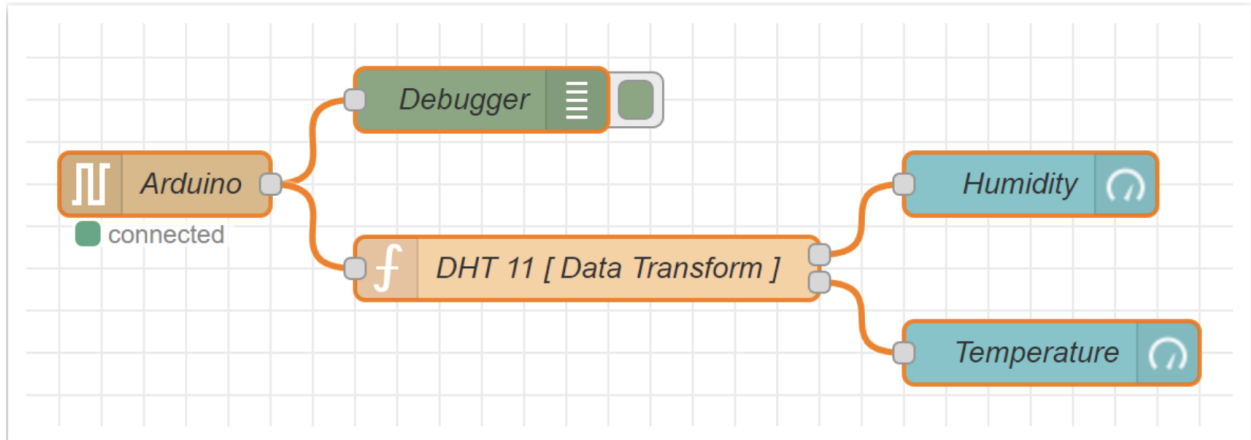 Debugger
Arduino
Humidity
connected
DHT 11 [ Data Transform ]
Temperature